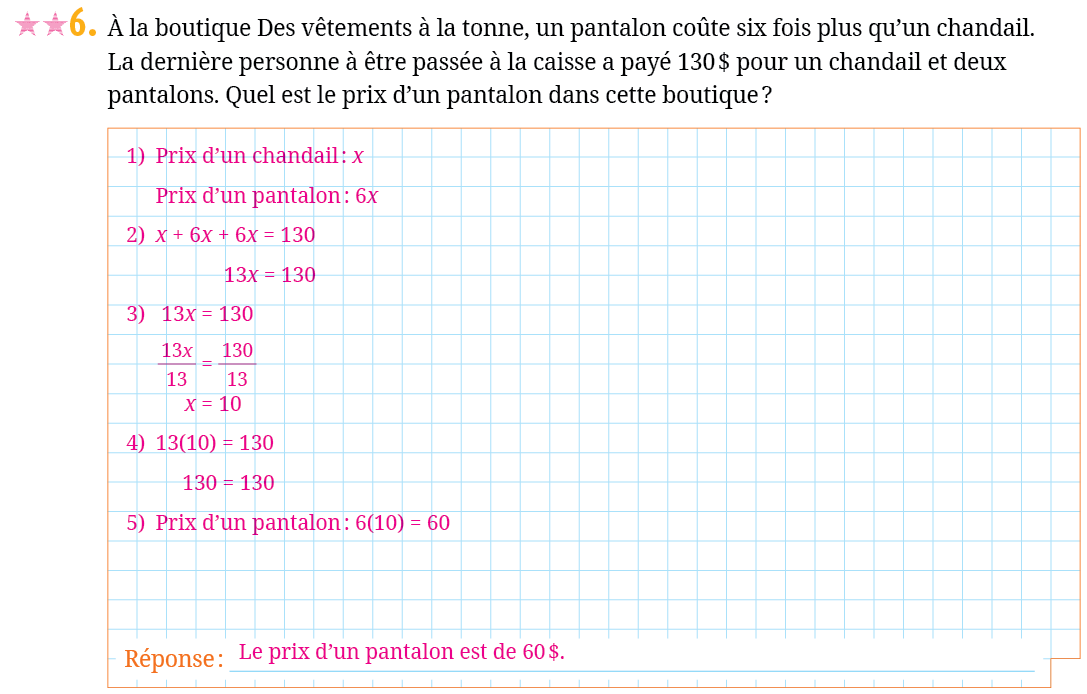 ★★6. À la boutique Des vêtements à la tonne, un pantalon coûte six fois plus qu’un chandail.
La dernière personne à être passée à la caisse a payé 130 $ pour un chandail et deux
pantalons. Quel est le prix d’un pantalon dans cette boutique ?
1) Prix d’un chandail : x
Prix d’un pantalon : 6x
2) x + 6x + 6x = 130
13x = 130
3) 13x = 130
13x/13 = 130/13
x = 10
4) 13(10) = 130
130 = 130
5) Prix d’un pantalon : 6(10) = 60
Réponse : Le prix d’un pantalon est de 60 $.